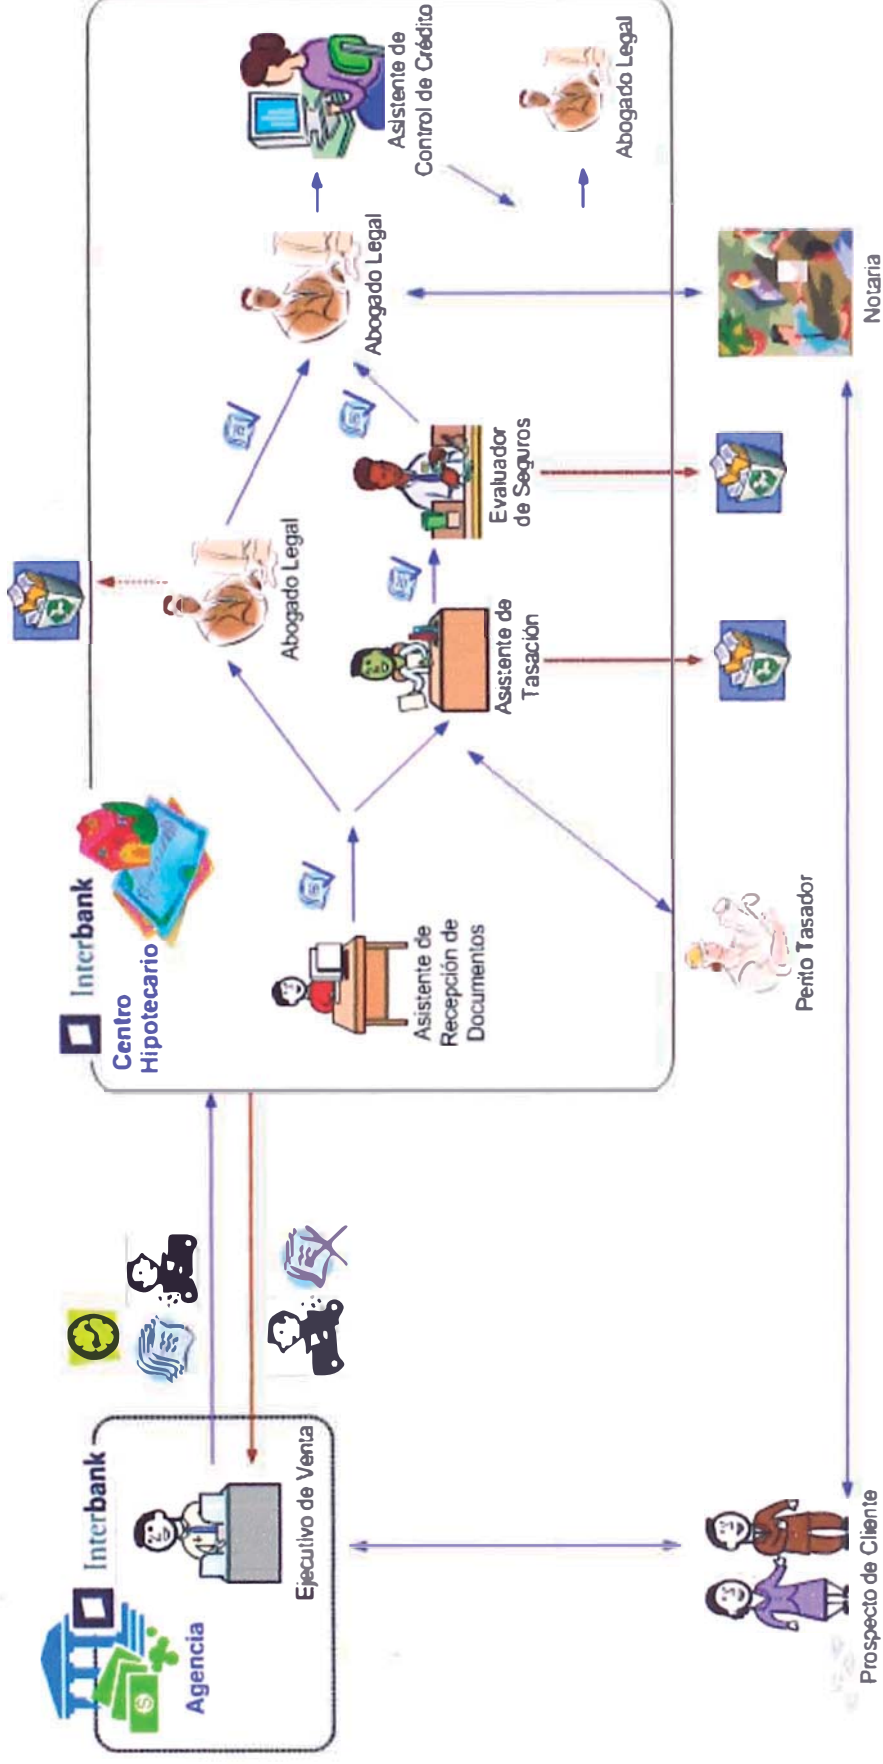 Interbank
Agencia
Ejecutivo de Venta
Prospecto de Cliente
Interbank
Centro
Hipotecario
Asistente de
Recepción de
Documentos
Abogado Legal
Asistente de
Tasación
Evaluador
de Seguros
Abogado Legal
Asistente de
Control de Crédito
Abogado Legal
Perito Tasador
Notaria